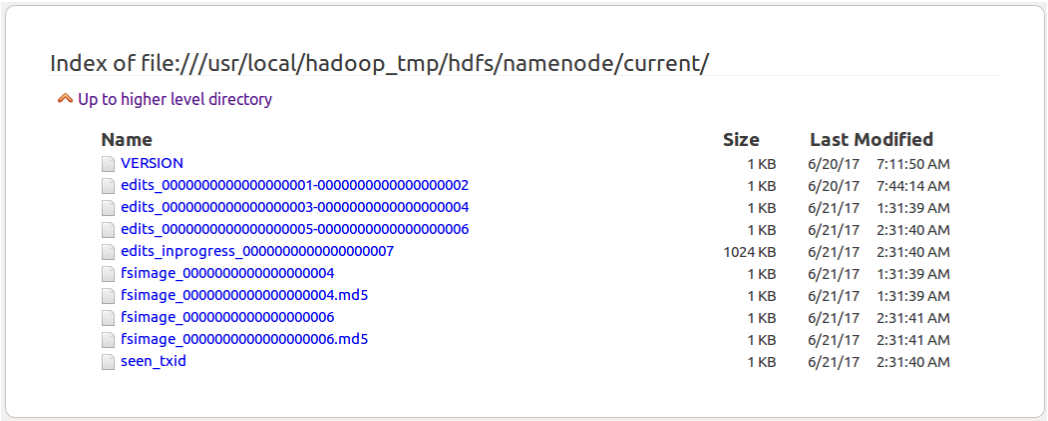 Index of file:///usr/local/hadoop_tmp/hdfs/namenode/current/
Up to higher level directory
Name Size Last Modified
VERSION 1 KB 6/20/17 7:11:50 AM
edits_0000000000000000001-0000000000000000002 1 KB 6/20/17 7:44:14 AM
edits_0000000000000000003-0000000000000000004 1 KB 6/21/17 1:31:39 AM
edits_0000000000000000005-0000000000000000006 1 KB 6/21/17 2:31:40 AM
edits_inprogress_0000000000000000007 1024 KB 6/21/17 2:31:40 AM
fsimage_0000000000000000004 1 KB 6/21/17 1:31:39 AM
fsimage_0000000000000000004.md5 1 KB 6/21/17 1:31:39 AM
fsimage_0000000000000000006 1 KB 6/21/17 2:31:41 AM
fsimage_0000000000000000006.md5 1 KB 6/21/17 2:31:41 AM
seen_txid 1 KB 6/21/17 2:31:40 AM